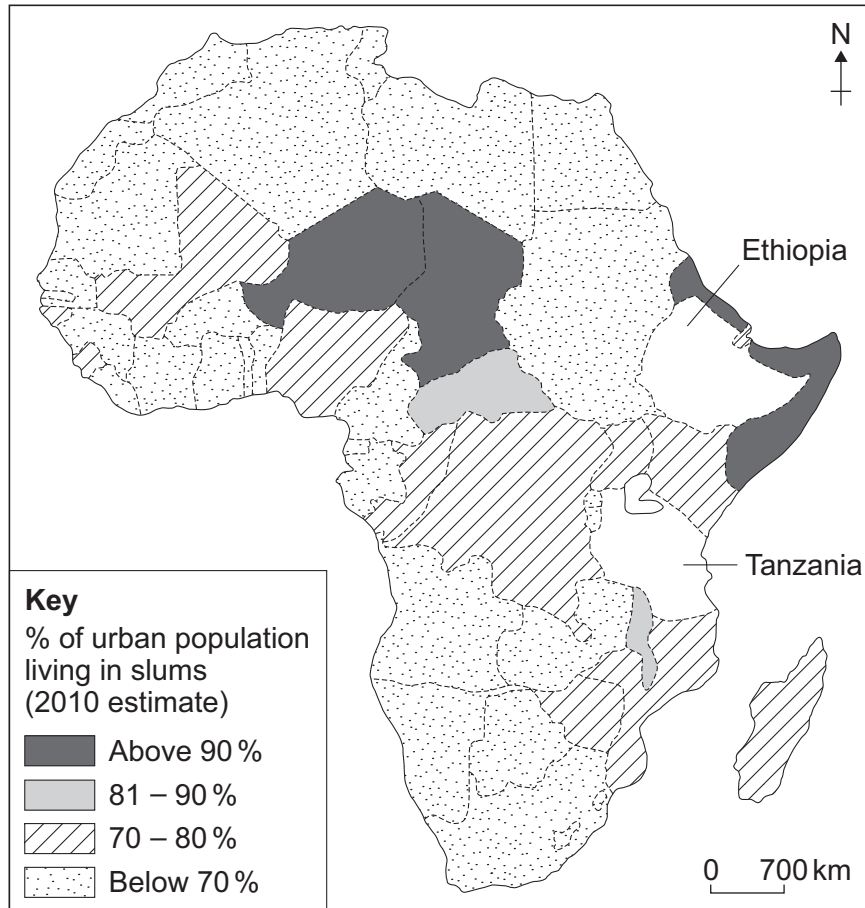 N
Ethiopia
Tanzania
Key
% of urban population
living in slums
(2010 estimate)
Above 90 %
81 – 90 %
70 – 80 %
Below 70 %
0 700 km